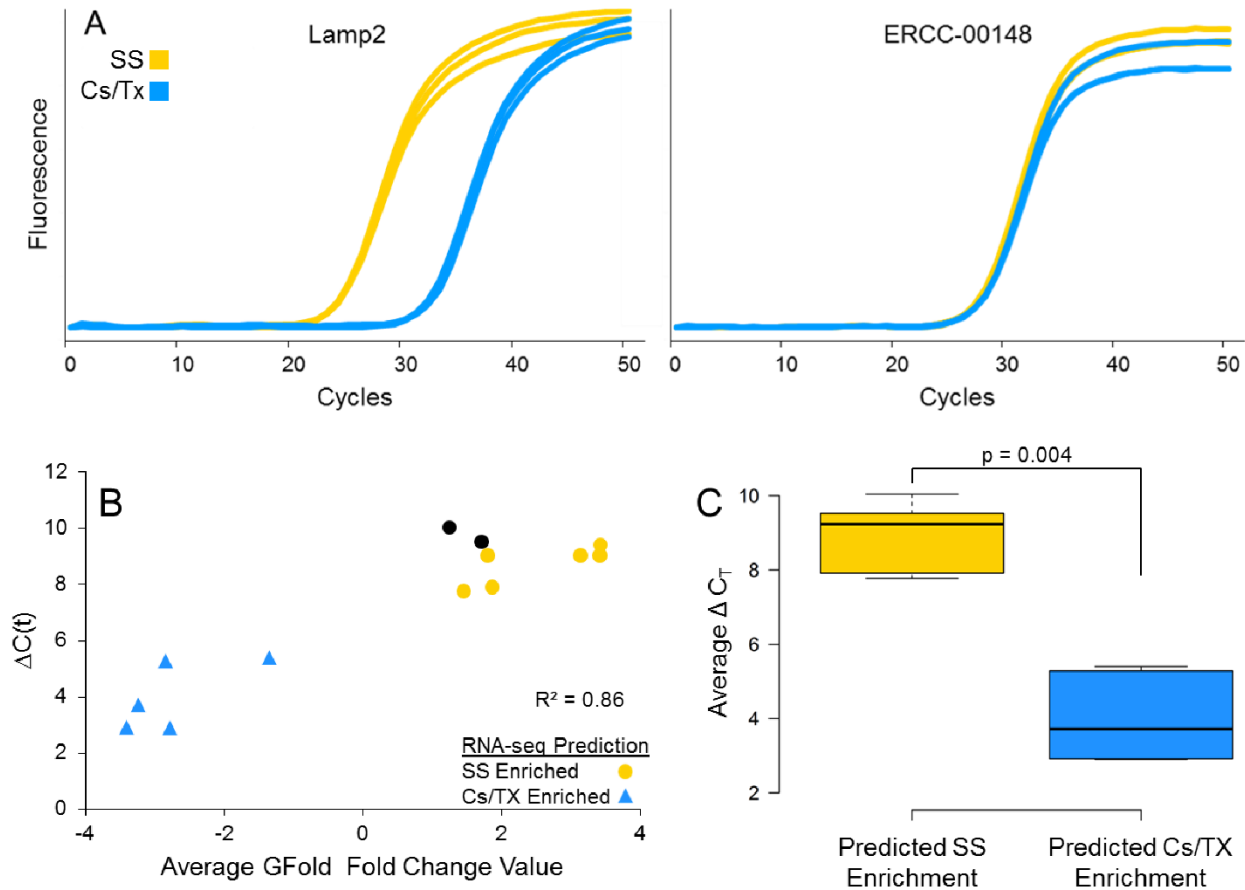 A
Lamp2
ERCC-00148
SS
Cs/Tx
Fluorescence
0 10 20 30 40 50
Cycles
0 10 20 30 40 50
Cycles
B
ΔC(t)
12
10
8
6
4
2
0
-4 -2 0 2 4
Average GFold Fold Change Value
R² = 0.86
RNA-seq Prediction
SS Enriched
Cs/TX Enriched
C
p = 0.004
Average Δ C_T
10
8
6
4
2
Predicted SS
Enrichment
Predicted Cs/TX
Enrichment